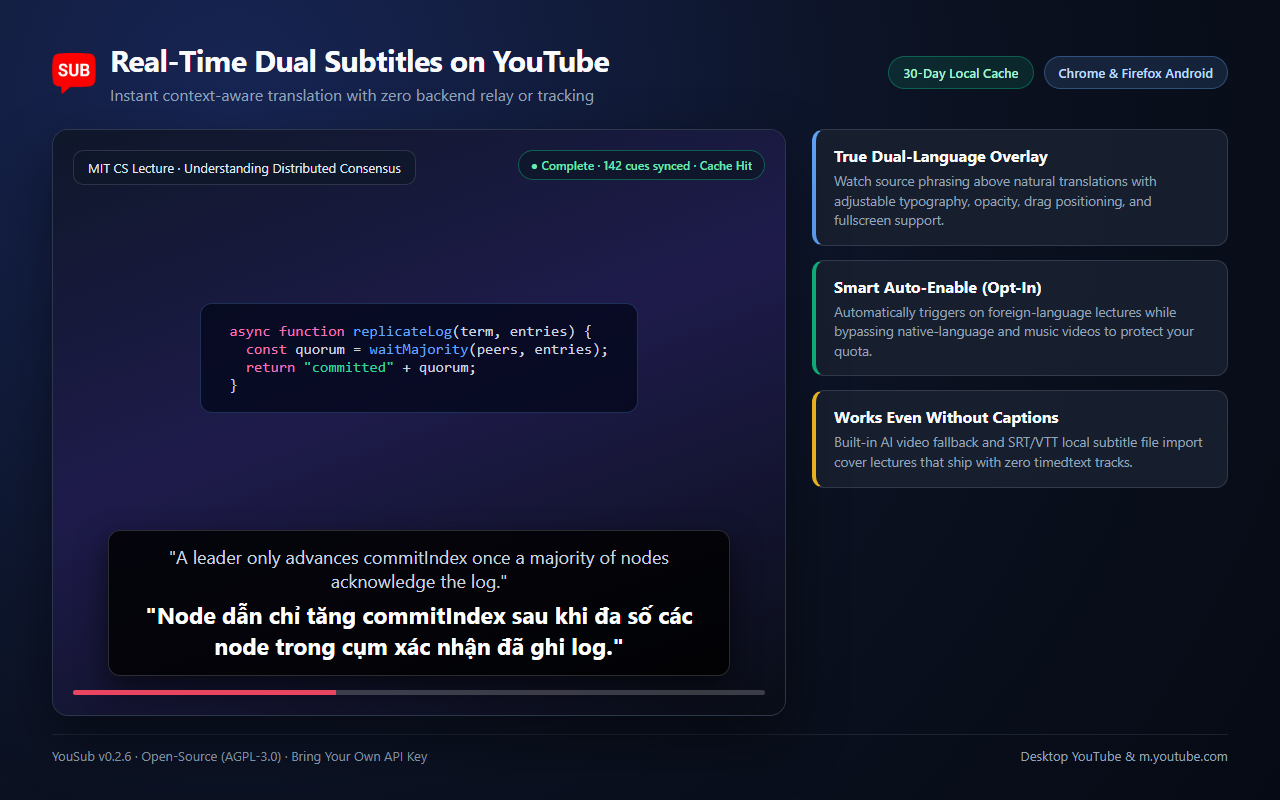 SUB
Real-Time Dual Subtitles on YouTube
Instant context-aware translation with zero backend relay or tracking
30-Day Local Cache
Chrome & Firefox Android
MIT CS Lecture · Understanding Distributed Consensus
● Complete · 142 cues synced · Cache Hit
async function replicateLog(term, entries) {
  const quorum = waitMajority(peers, entries);
  return "committed" + quorum;
}
"A leader only advances commitIndex once a majority of nodes
acknowledge the log."
"Node dẫn chỉ tăng commitIndex sau khi đa số các
node trong cụm xác nhận đã ghi log."
True Dual-Language Overlay
Watch source phrasing above natural translations with
adjustable typography, opacity, drag positioning, and
fullscreen support.
Smart Auto-Enable (Opt-In)
Automatically triggers on foreign-language lectures while
bypassing native-language and music videos to protect your
quota.
Works Even Without Captions
Built-in AI video fallback and SRT/VTT local subtitle file import
cover lectures that ship with zero timedtext tracks.
YouSub v0.2.6 · Open-Source (AGPL-3.0) · Bring Your Own API Key
Desktop YouTube & m.youtube.com